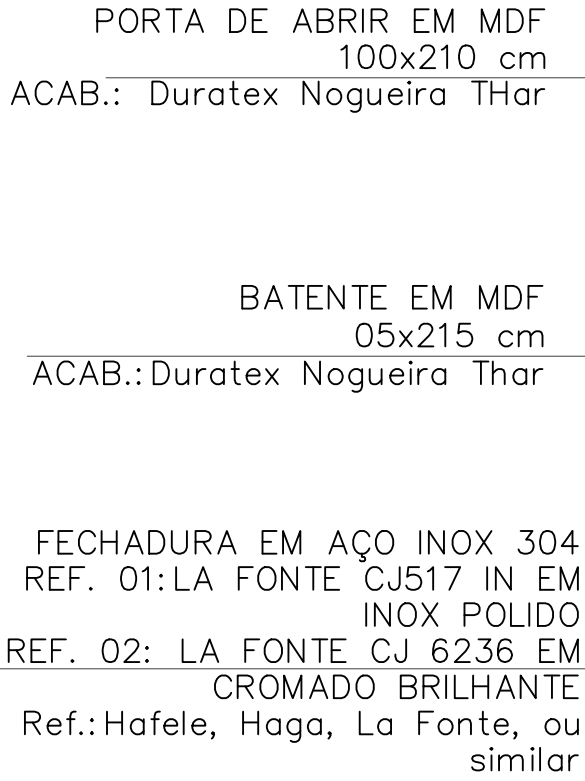 PORTA DE ABRIR EM MDF
100x210 cm
ACAB.: Duratex Nogueira THar
BATENTE EM MDF
05x215 cm
ACAB.:Duratex Nogueira Thar
FECHADURA EM AÇO INOX 304
REF. 01:LA FONTE CJ517 IN EM
INOX POLIDO
REF. 02: LA FONTE CJ 6236 EM
CROMADO BRILHANTE
Ref.:Hafele, Haga, La Fonte, ou
similar